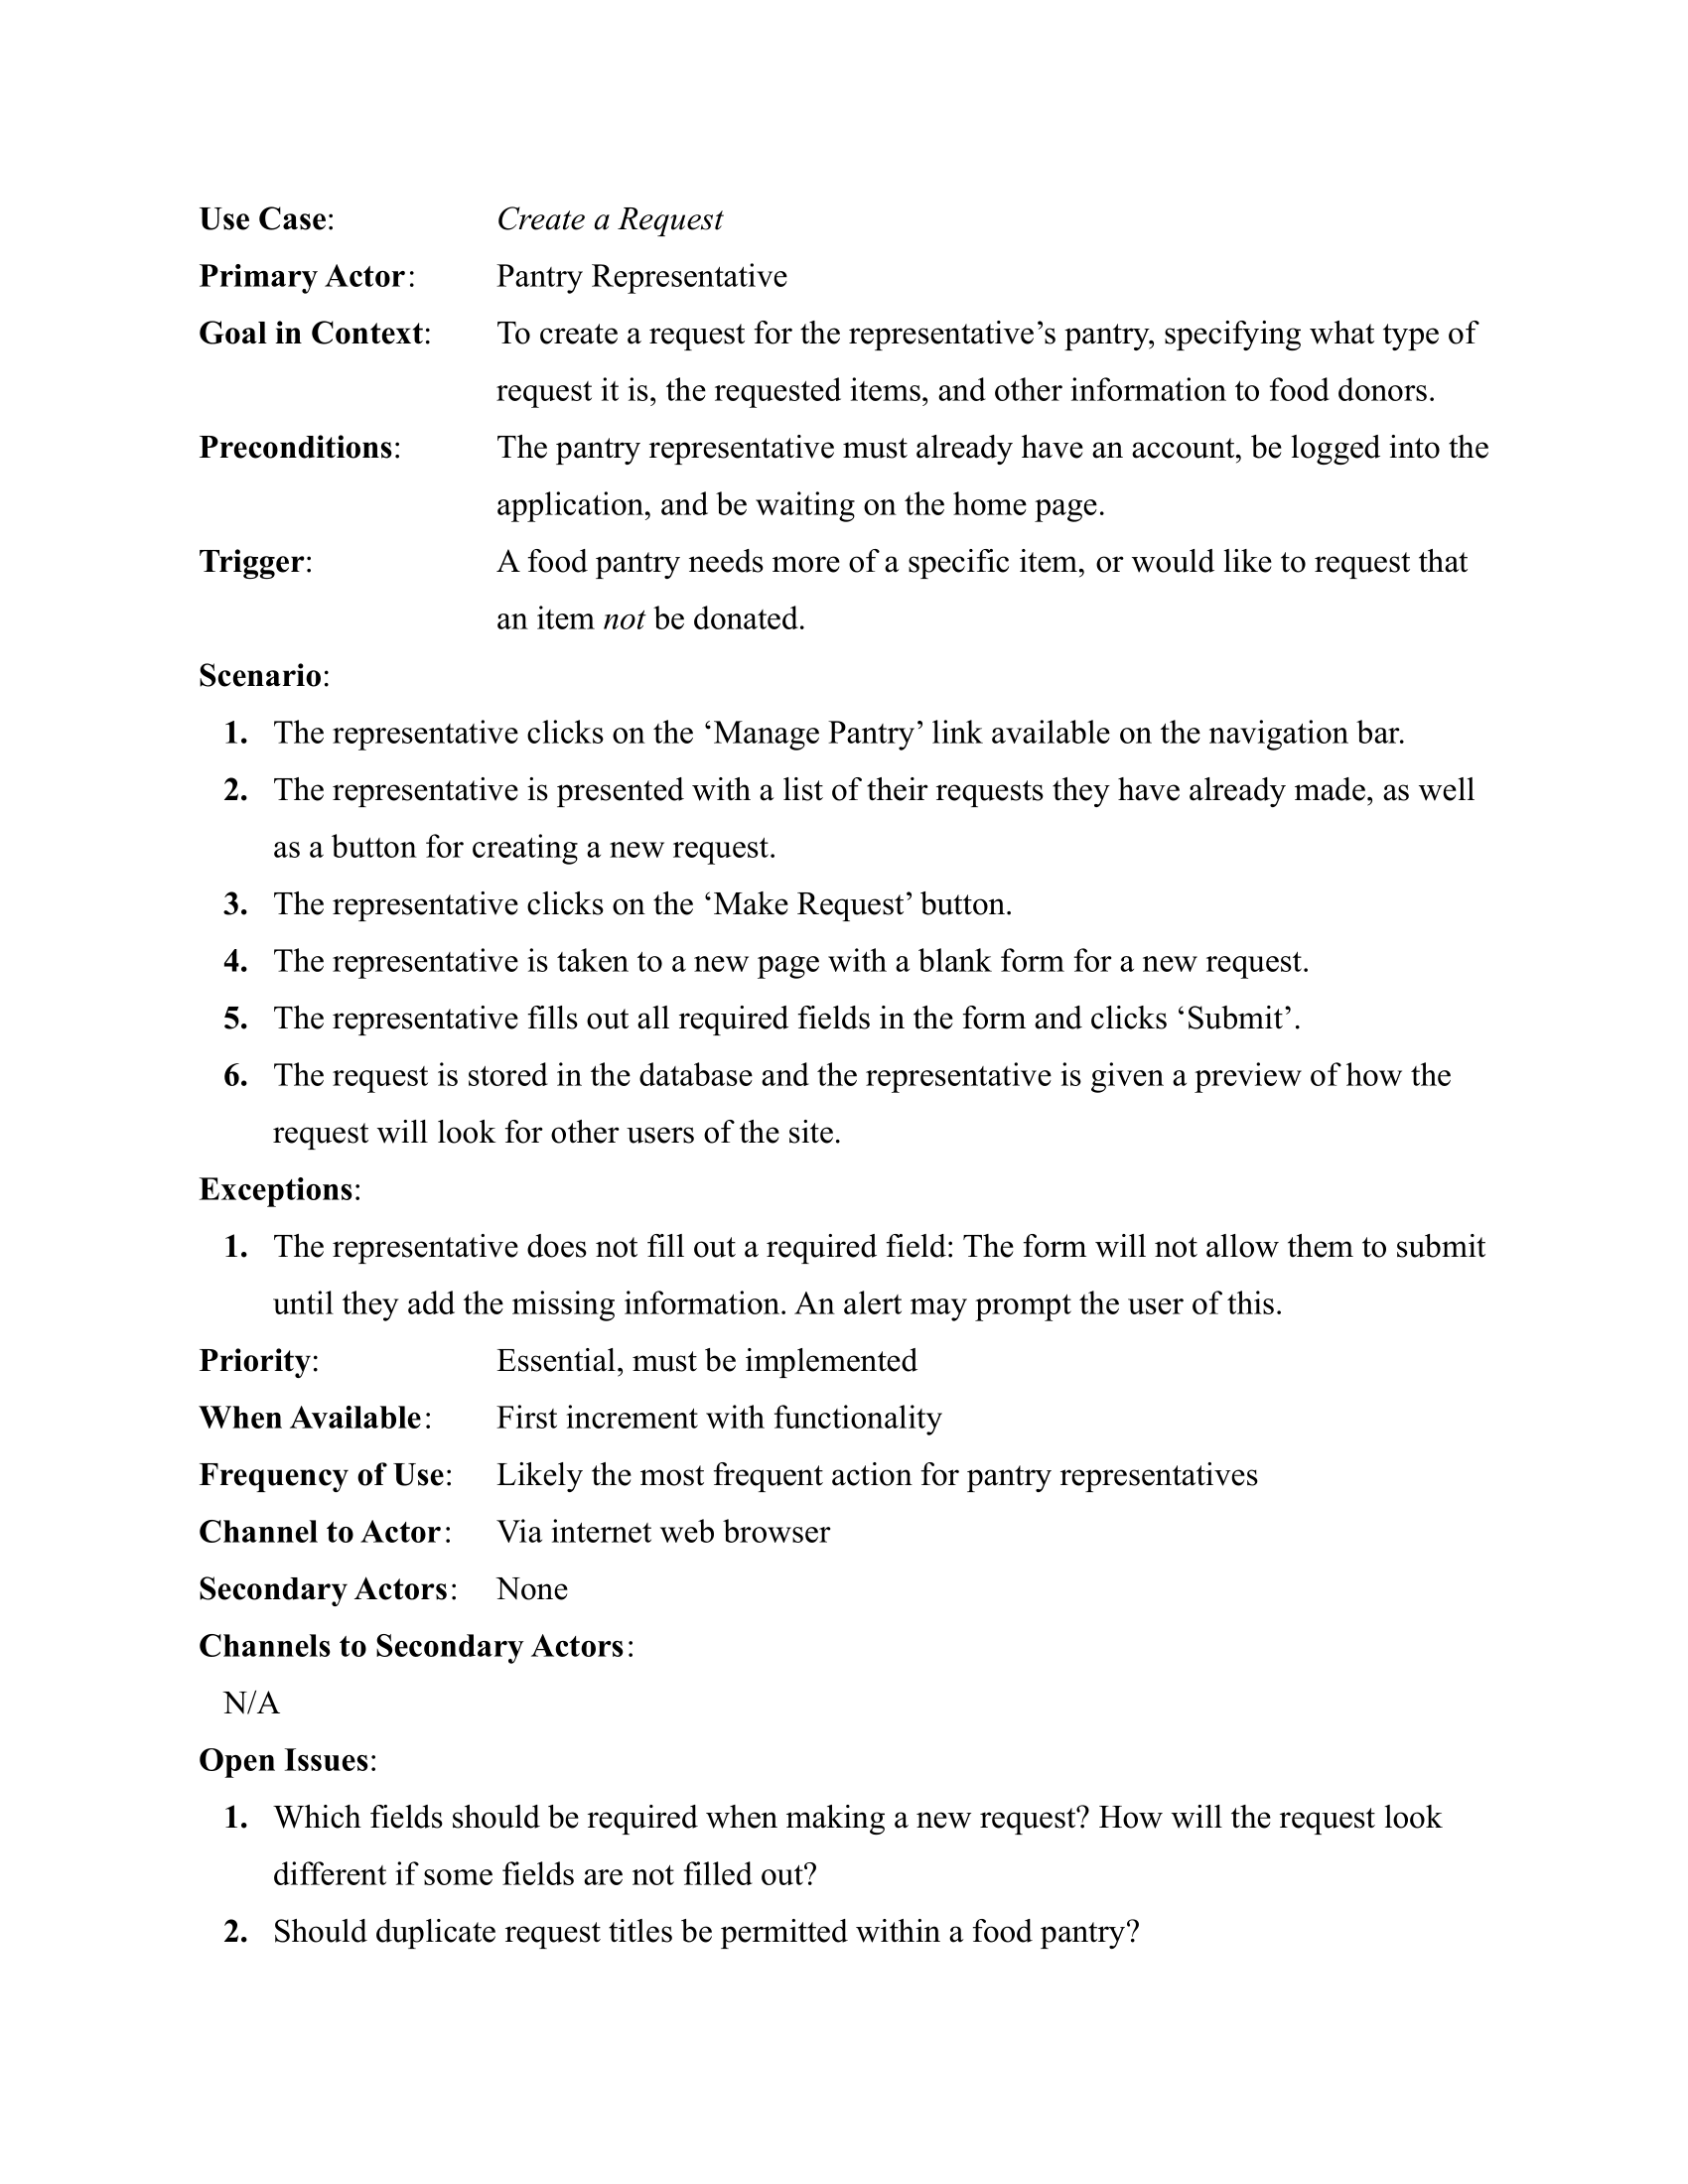 Use Case: Create a Request
Primary Actor: Pantry Representative
Goal in Context: To create a request for the representative’s pantry, specifying what type of
request it is, the requested items, and other information to food donors.
Preconditions: The pantry representative must already have an account, be logged into the
application, and be waiting on the home page.
Trigger: A food pantry needs more of a specific item, or would like to request that
an item not be donated.
Scenario:
1. The representative clicks on the ‘Manage Pantry’ link available on the navigation bar.
2. The representative is presented with a list of their requests they have already made, as well
as a button for creating a new request.
3. The representative clicks on the ‘Make Request’ button.
4. The representative is taken to a new page with a blank form for a new request.
5. The representative fills out all required fields in the form and clicks ‘Submit’.
6. The request is stored in the database and the representative is given a preview of how the
request will look for other users of the site.
Exceptions:
1. The representative does not fill out a required field: The form will not allow them to submit
until they add the missing information. An alert may prompt the user of this.
Priority: Essential, must be implemented
When Available: First increment with functionality
Frequency of Use: Likely the most frequent action for pantry representatives
Channel to Actor: Via internet web browser
Secondary Actors: None
Channels to Secondary Actors:
N/A
Open Issues:
1. Which fields should be required when making a new request? How will the request look
different if some fields are not filled out?
2. Should duplicate request titles be permitted within a food pantry?